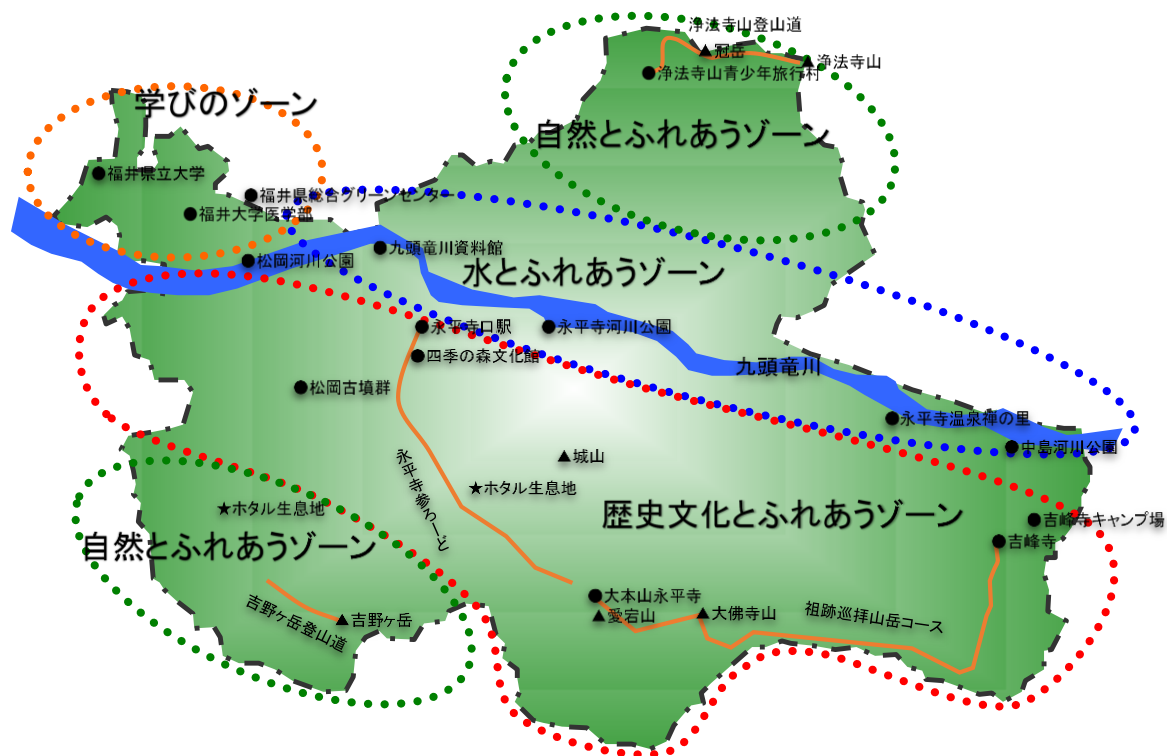 浄法寺山登山道
冠岳
浄法寺山
浄法寺山青少年旅行村
学びのゾーン
自然とふれあうゾーン
福井県立大学
福井県総合グリーンセンター
福井大学医学部
九頭竜川資料館
松岡河川公園
水とふれあうゾーン
永平寺口駅
永平寺河川公園
四季の森文化館
九頭竜川
松岡古墳群
永平寺温泉禅の里
中島河川公園
城山
永平寺参ろーど
ホタル生息地
ホタル生息地
歴史文化とふれあうゾーン
吉峰寺キャンプ場
吉峰寺
自然とふれあうゾーン
大本山永平寺
愛宕山
大佛寺山
祖跡巡拝山岳コース
吉野ヶ岳登山道
吉野ヶ岳